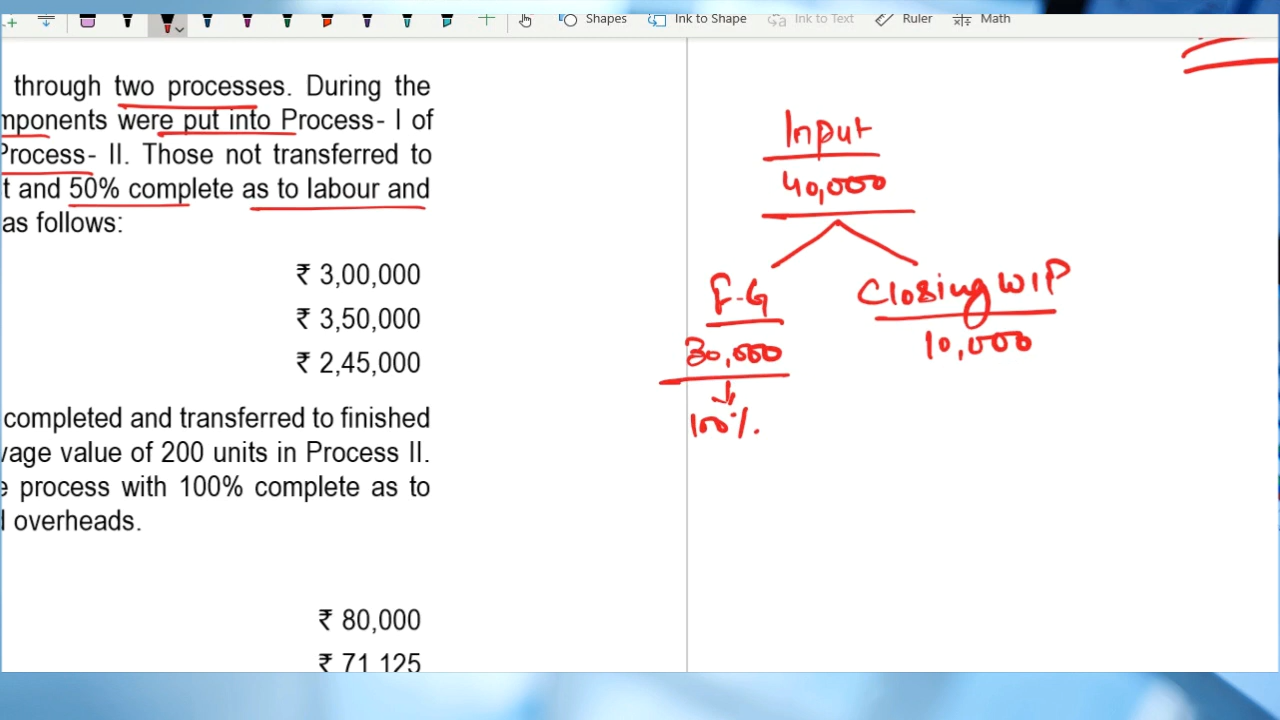 Shapes Ink to Shape Ink to Text Ruler Math
through two processes. During the
mponents were put into Process- I of
Process- II. Those not transferred to
t and 50% complete as to labour and
as follows:
₹ 3,00,000
₹ 3,50,000
₹ 2,45,000
completed and transferred to finished
vage value of 200 units in Process II.
e process with 100% complete as to
d overheads.
₹ 80,000
₹ 71,125
Input
40,000
F-G Closing WIP
30,000 10,000
100%.